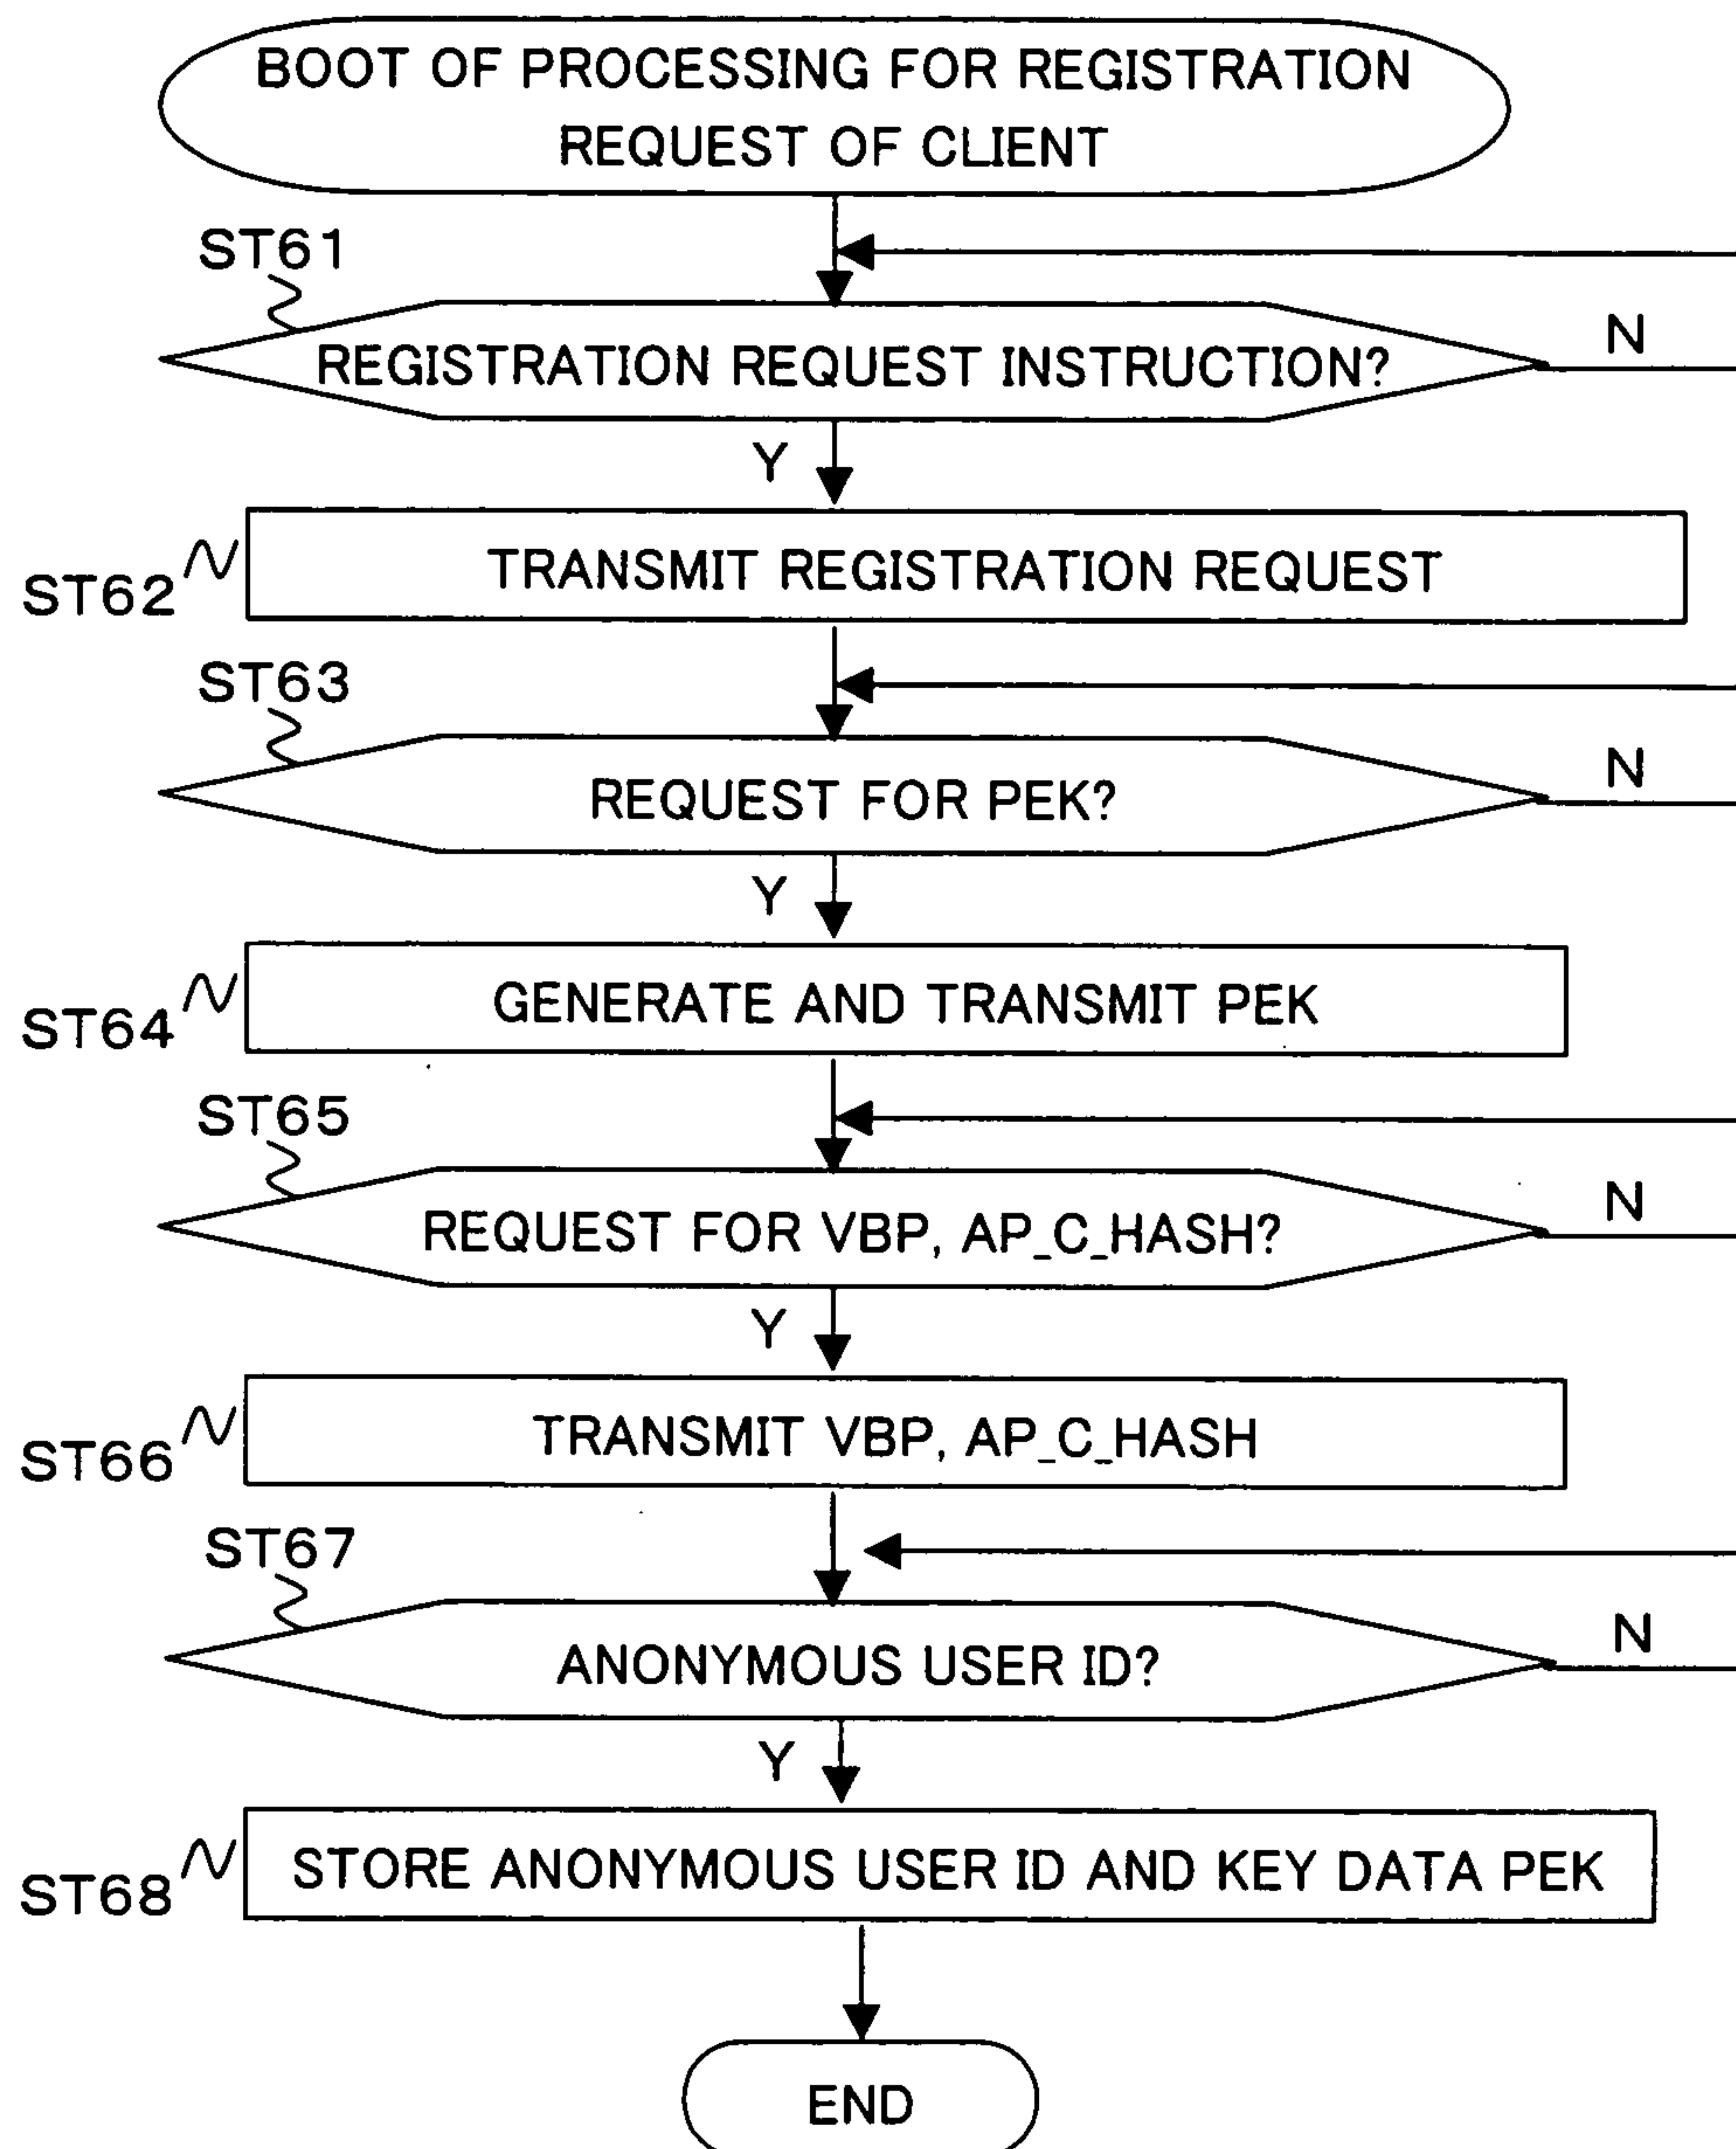 BOOT OF PROCESSING FOR REGISTRATION
REQUEST OF CLIENT
ST61
REGISTRATION REQUEST INSTRUCTION?
N
Y
ST62
TRANSMIT REGISTRATION REQUEST
ST63
REQUEST FOR PEK?
N
Y
ST64
GENERATE AND TRANSMIT PEK
ST65
REQUEST FOR VBP, AP_C_HASH?
N
Y
ST66
TRANSMIT VBP, AP_C_HASH
ST67
ANONYMOUS USER ID?
N
Y
ST68
STORE ANONYMOUS USER ID AND KEY DATA PEK
END